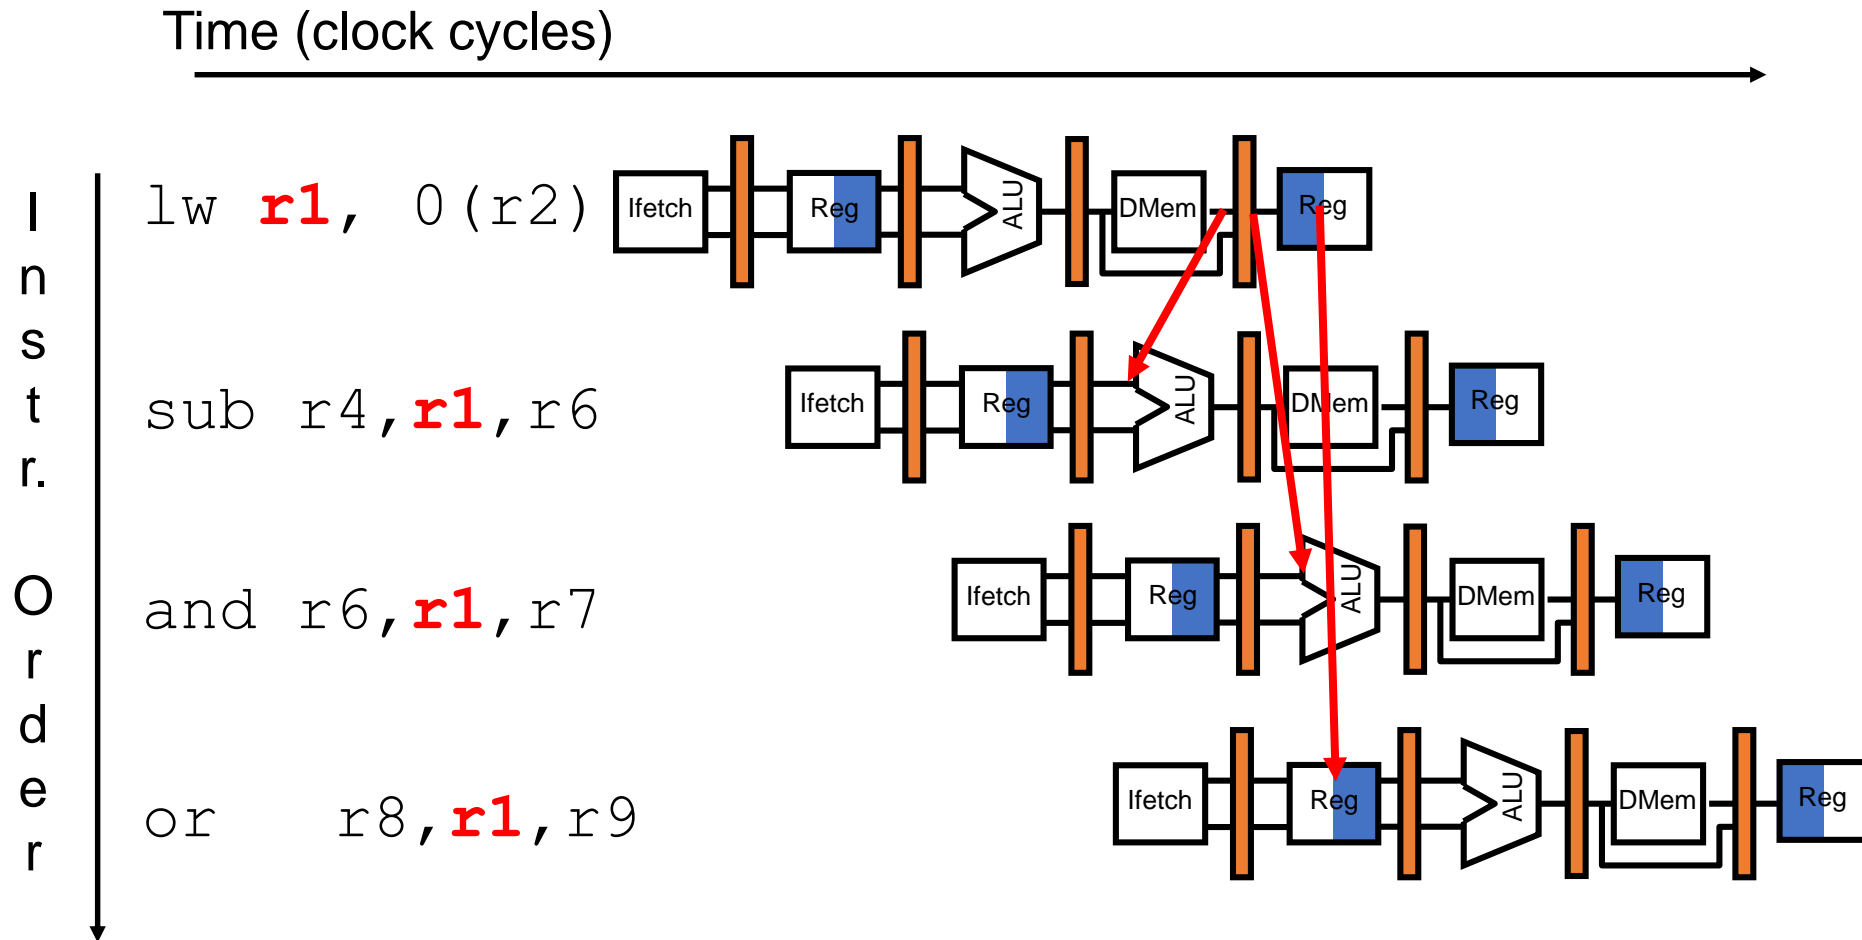 Time (clock cycles)
Instr. Order
lw r1, 0(r2)
Ifetch Reg ALU DMem Reg
sub r4,r1,r6
Ifetch Reg ALU DMem Reg
and r6,r1,r7
Ifetch Reg ALU DMem Reg
or r8,r1,r9
Ifetch Reg ALU DMem Reg